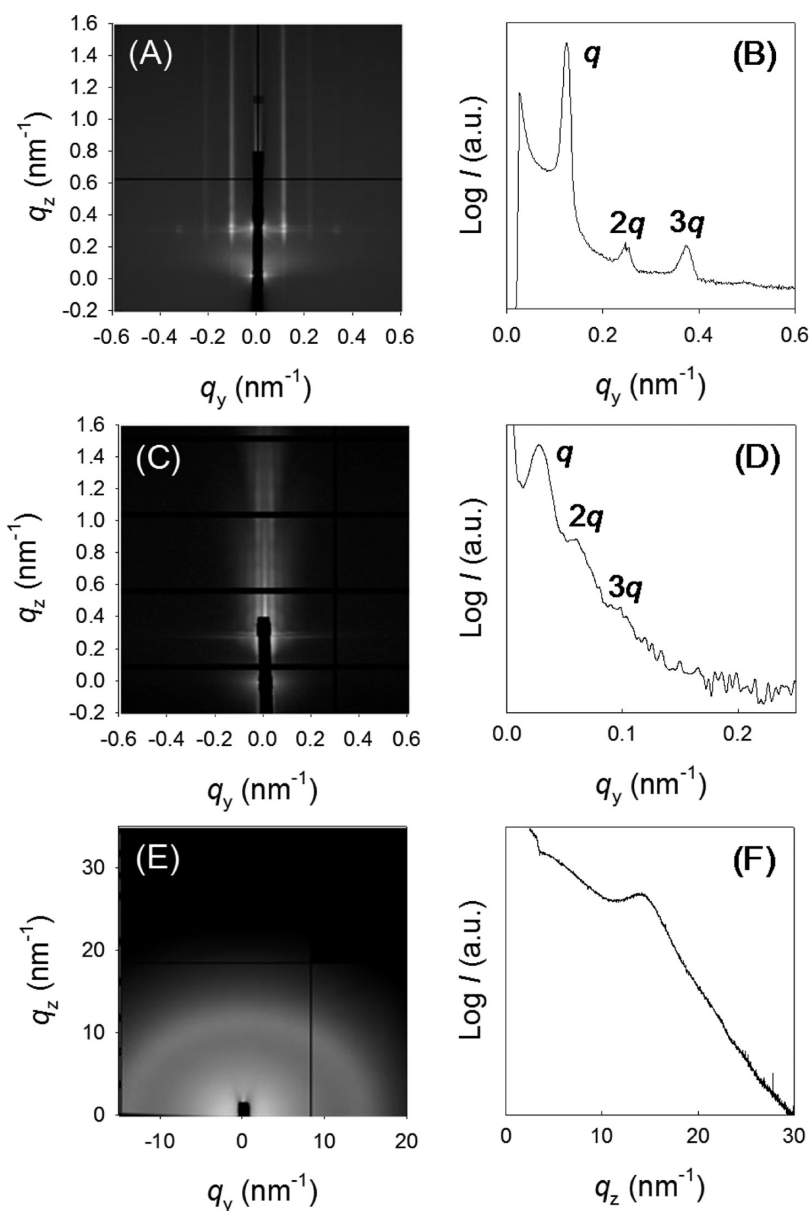 (A)
q_z (nm⁻¹)
1.6
1.4
1.2
1.0
0.8
0.6
0.4
0.2
0.0
-0.2
-0.6 -0.4 -0.2 0.0 0.2 0.4 0.6
q_y (nm⁻¹)
(B)
Log I (a.u.)
q
2q 3q
0.0 0.2 0.4 0.6
q_y (nm⁻¹)
(C)
q_z (nm⁻¹)
1.6
1.4
1.2
1.0
0.8
0.6
0.4
0.2
0.0
-0.2
-0.6 -0.4 -0.2 0.0 0.2 0.4 0.6
q_y (nm⁻¹)
(D)
Log I (a.u.)
q
2q
3q
0.0 0.1 0.2
q_y (nm⁻¹)
(E)
q_z (nm⁻¹)
30
20
10
0
-10 0 10 20
q_y (nm⁻¹)
(F)
Log I (a.u.)
0 10 20 30
q_z (nm⁻¹)